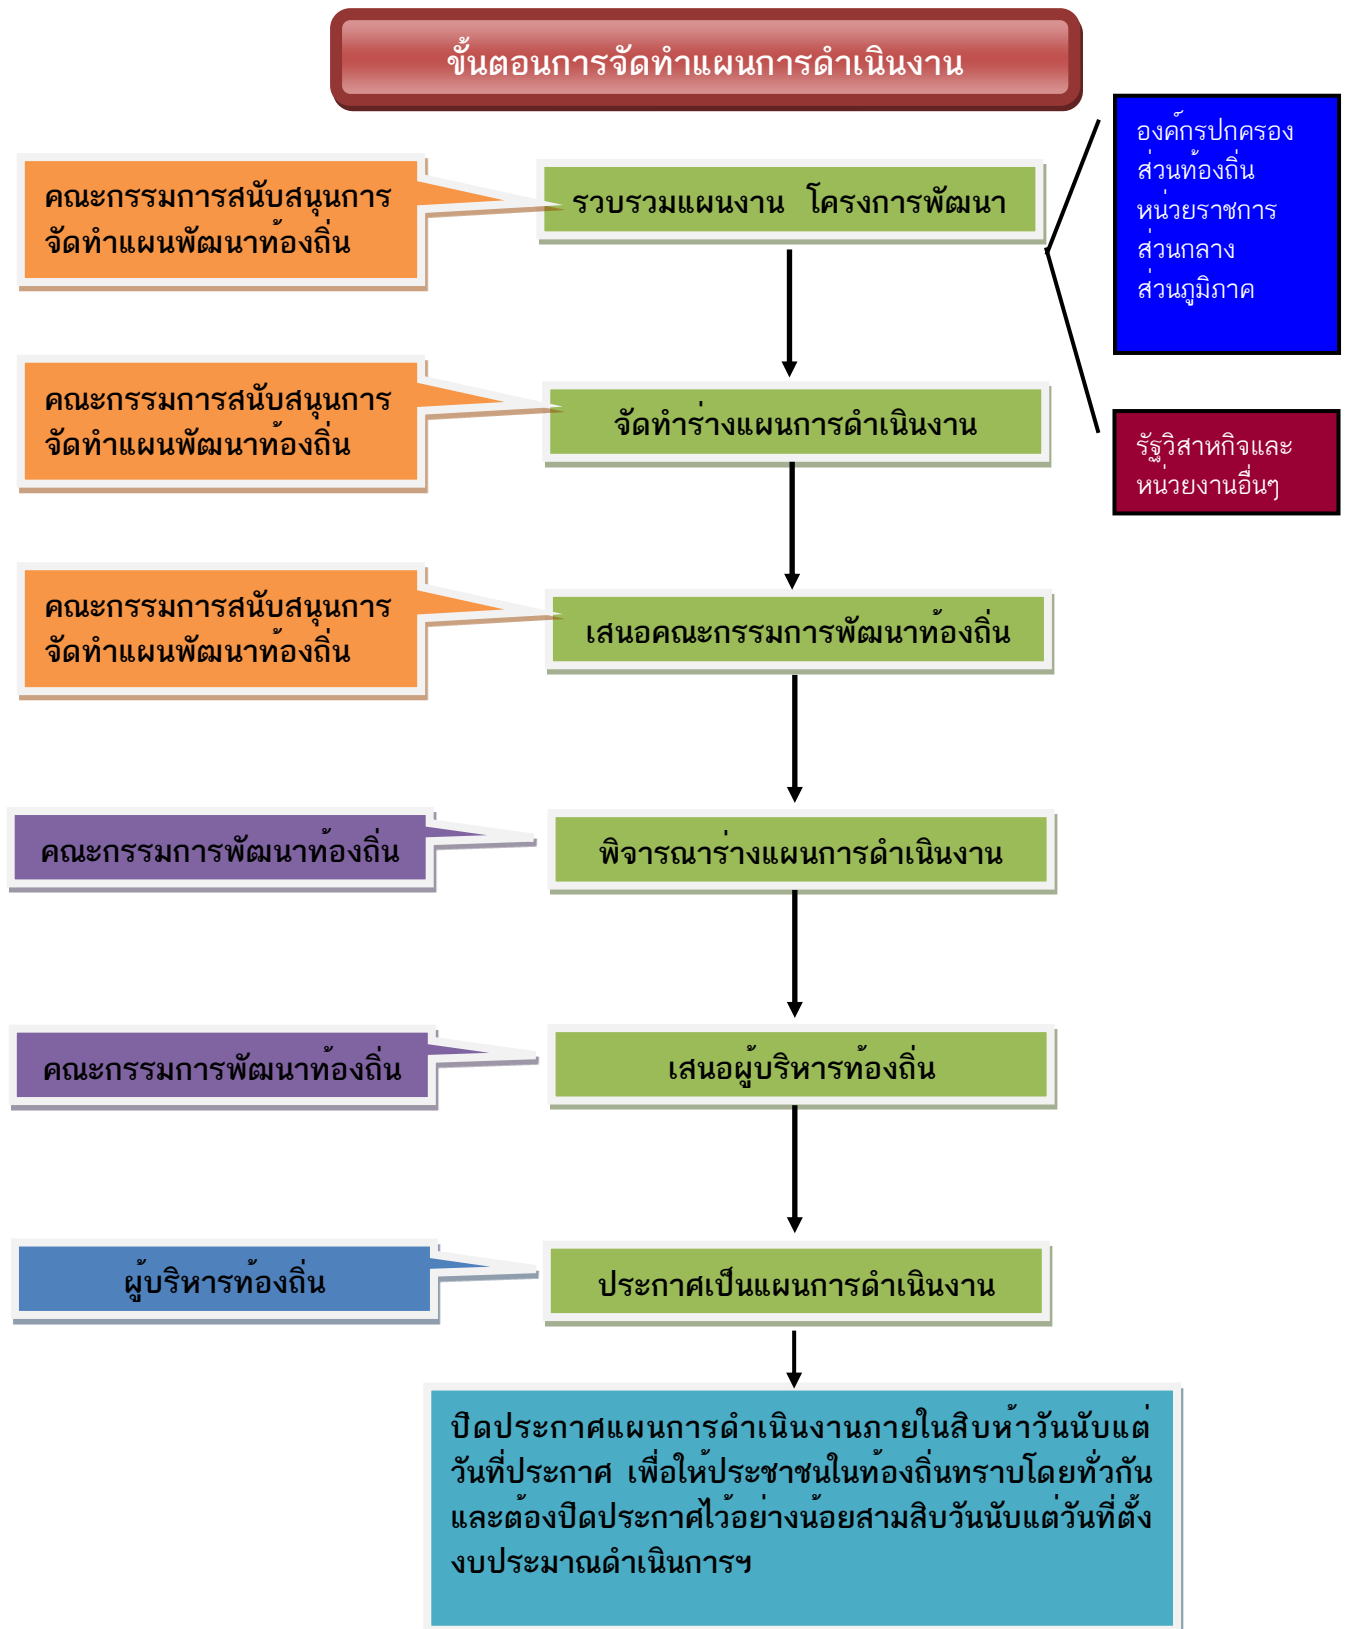 ขั้นตอนการจัดทำแผนการดำเนินงาน
องค์กรปกครอง
ส่วนท้องถิ่น
หน่วยราชการ
ส่วนกลาง
ส่วนภูมิภาค
คณะกรรมการสนับสนุนการ
จัดทำแผนพัฒนาท้องถิ่น
รวบรวมแผนงาน โครงการพัฒนา
คณะกรรมการสนับสนุนการ
จัดทำแผนพัฒนาท้องถิ่น
จัดทำร่างแผนการดำเนินงาน
รัฐวิสาหกิจและ
หน่วยงานอื่นๆ
คณะกรรมการสนับสนุนการ
จัดทำแผนพัฒนาท้องถิ่น
เสนอคณะกรรมการพัฒนาท้องถิ่น
คณะกรรมการพัฒนาท้องถิ่น
พิจารณาร่างแผนการดำเนินงาน
คณะกรรมการพัฒนาท้องถิ่น
เสนอผู้บริหารท้องถิ่น
ผู้บริหารท้องถิ่น
ประกาศเป็นแผนการดำเนินงาน
ปิดประกาศแผนการดำเนินงานภายในสิบห้าวันนับแต่
วันที่ประกาศ เพื่อให้ประชาชนในท้องถิ่นทราบโดยทั่วกัน
และต้องปิดประกาศไว้อย่างน้อยสามสิบวันนับแต่วันที่ตั้ง
งบประมาณดำเนินการฯ